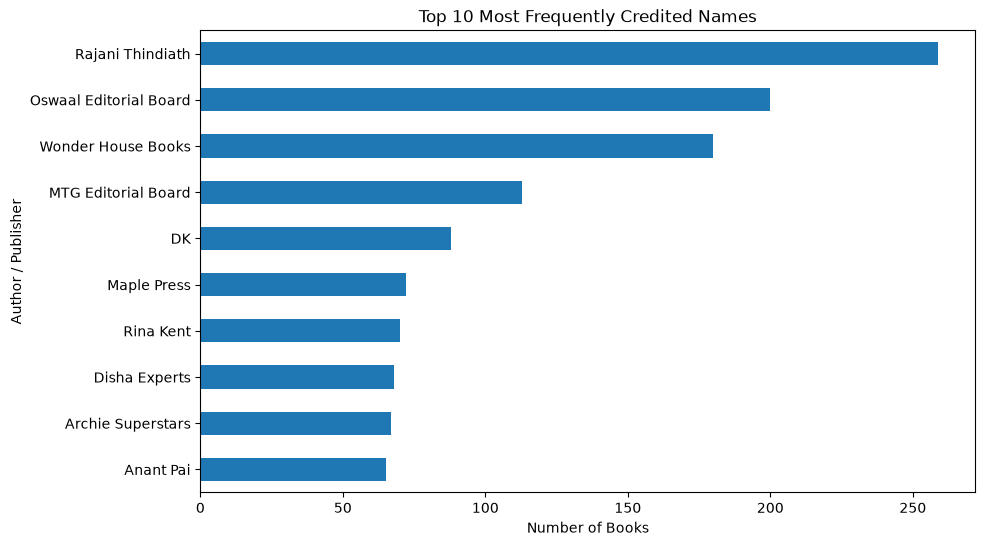 Top 10 Most Frequently Credited Names
Author / Publisher
Rajani Thindiath
Oswaal Editorial Board
Wonder House Books
MTG Editorial Board
DK
Maple Press
Rina Kent
Disha Experts
Archie Superstars
Anant Pai
0 50 100 150 200 250
Number of Books